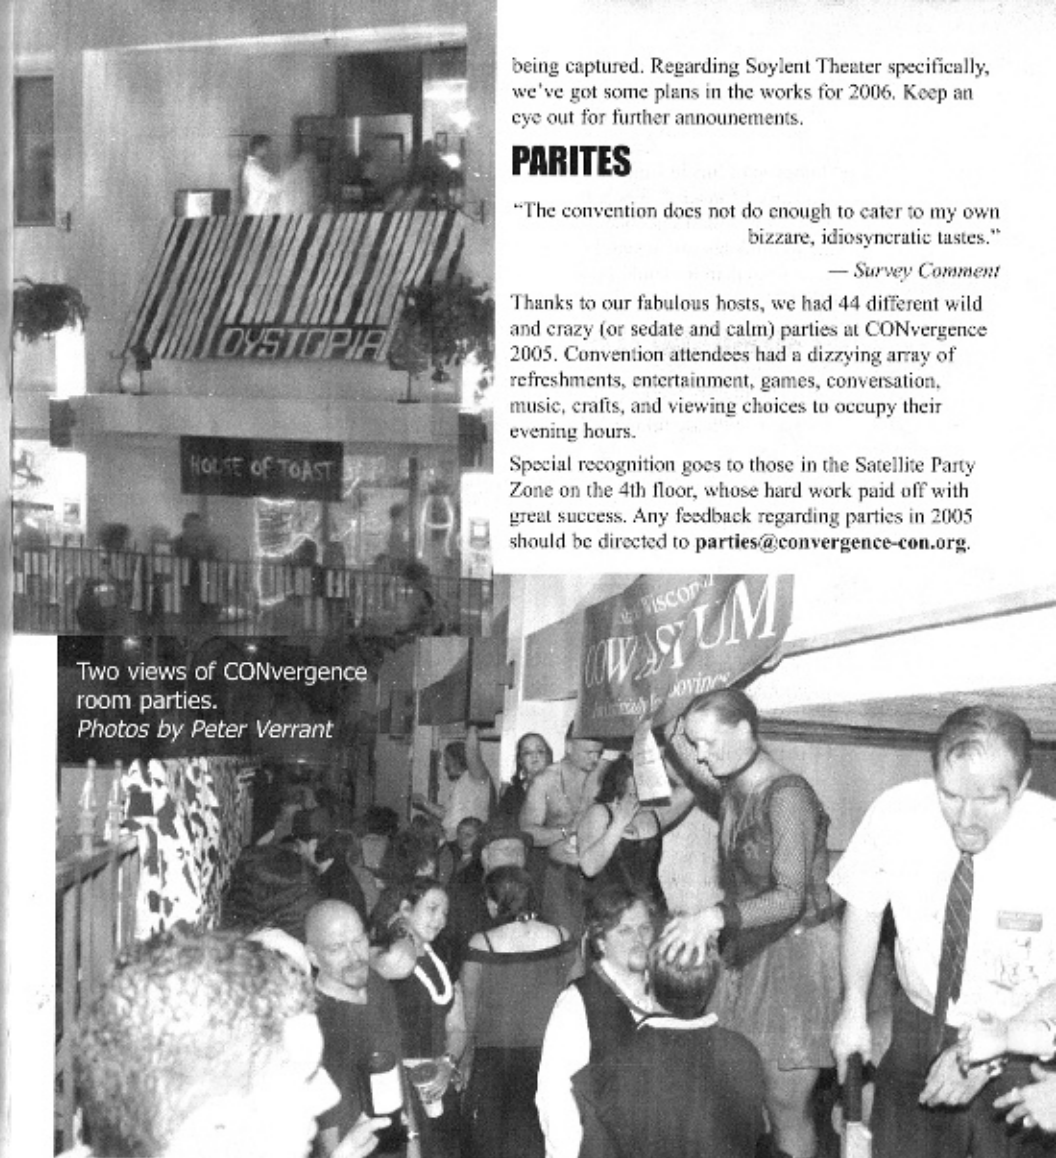 being captured. Regarding Soylent Theater specifically,
we've got some plans in the works for 2006. Keep an
eye out for further announements.
PARITES
"The convention does not do enough to cater to my own
bizzare, idiosyncratic tastes."
— Survey Comment
Thanks to our fabulous hosts, we had 44 different wild
and crazy (or sedate and calm) parties at CONvergence
2005. Convention attendees had a dizzying array of
refreshments, entertainment, games, conversation,
music, crafts, and viewing choices to occupy their
evening hours.
Special recognition goes to those in the Satellite Party
Zone on the 4th floor, whose hard work paid off with
great success. Any feedback regarding parties in 2005
should be directed to parties@convergence-con.org.
DYSTOPIA
HOUSE OF TOAST
Two views of CONvergence
room parties.
Photos by Peter Verrant
COWASYLUM